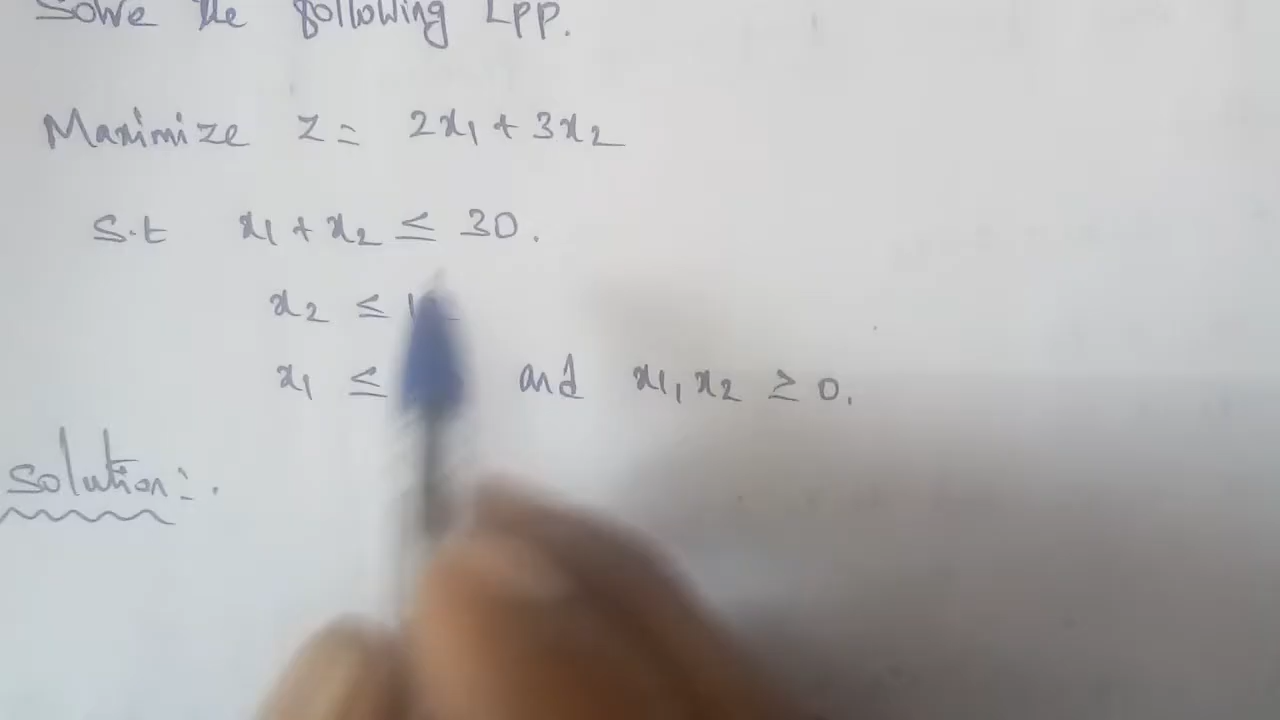 Solve the following Lpp.
Maximize Z = 2x₁ + 3x₂
S.t x₁ + x₂ ≤ 30.
x₂ ≤
x₁ ≤ and x₁, x₂ ≥ 0.
Solution:-.